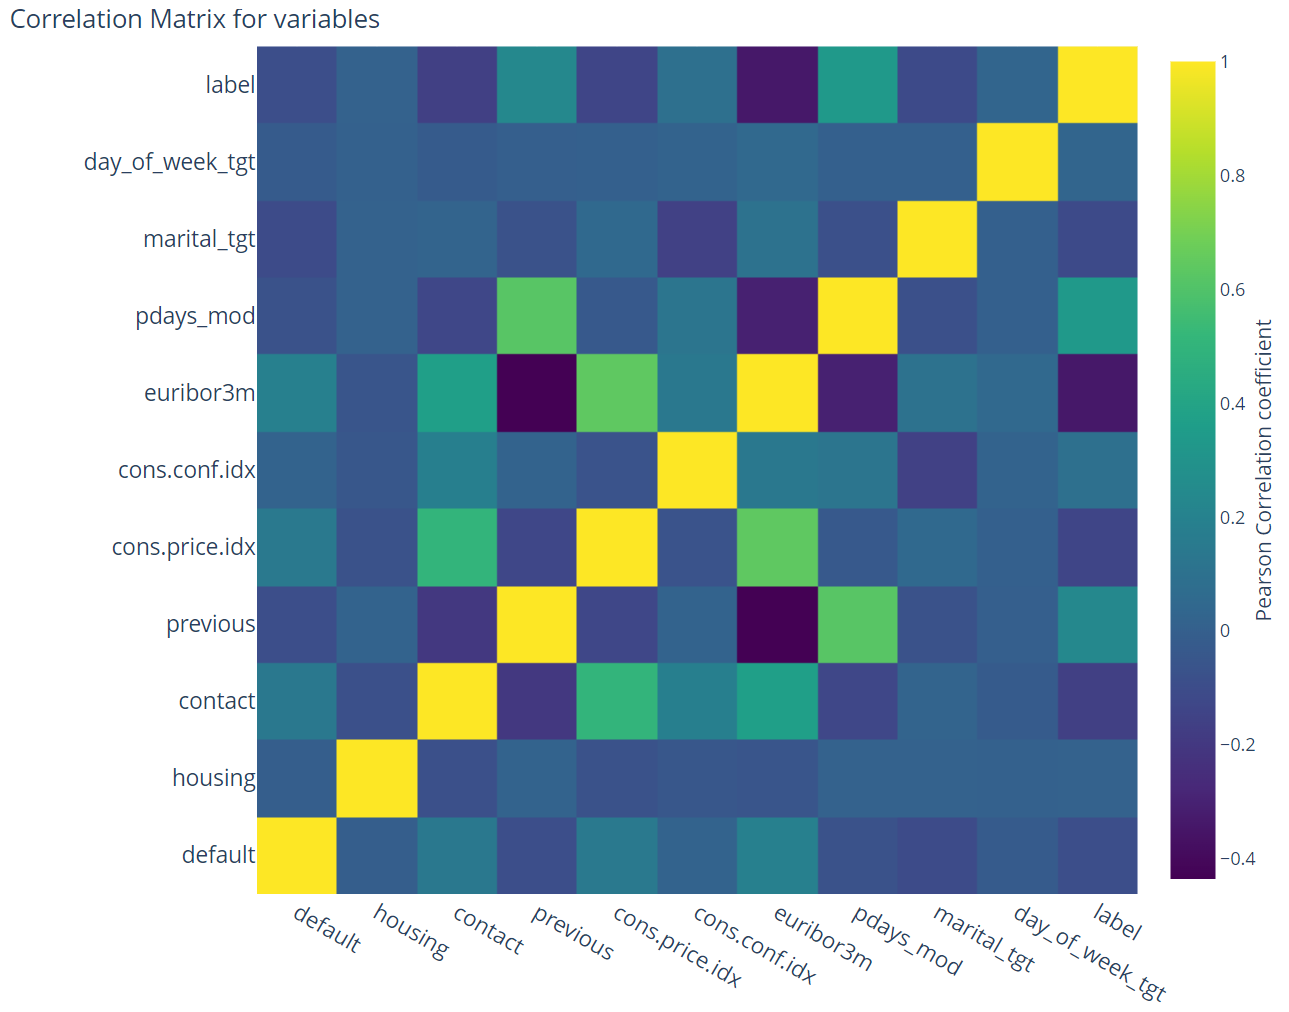 Correlation Matrix for variables
label
day_of_week_tgt
marital_tgt
pdays_mod
euribor3m
cons.conf.idx
cons.price.idx
previous
contact
housing
default
default
housing
contact
previous
cons.price.idx
cons.conf.idx
euribor3m
pdays_mod
marital_tgt
day_of_week_tgt
label
1
0.8
0.6
0.4
0.2
0
−0.2
−0.4
Pearson Correlation coefficient